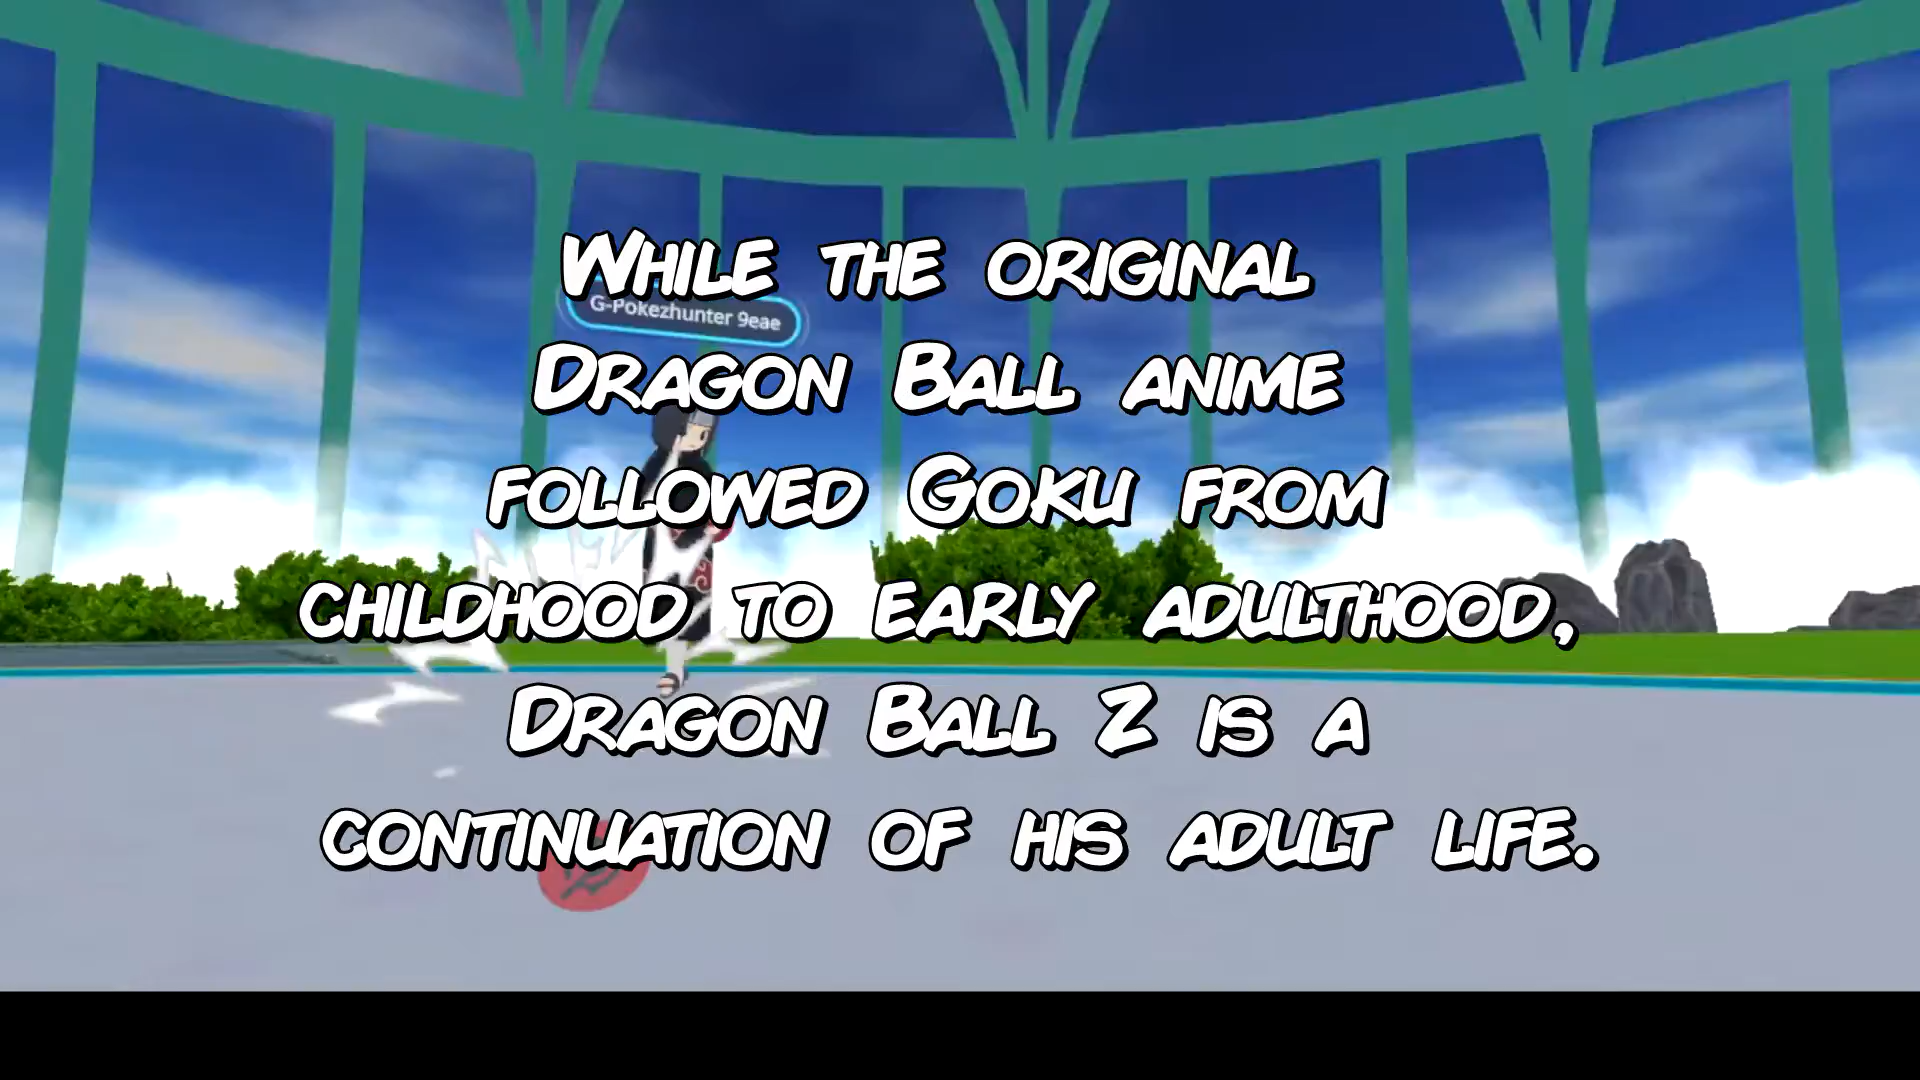 While the original
G-Pokezhunter 9eae
Dragon Ball anime
followed Goku from
childhood to early adulthood,
Dragon Ball Z is a
continuation of his adult life.